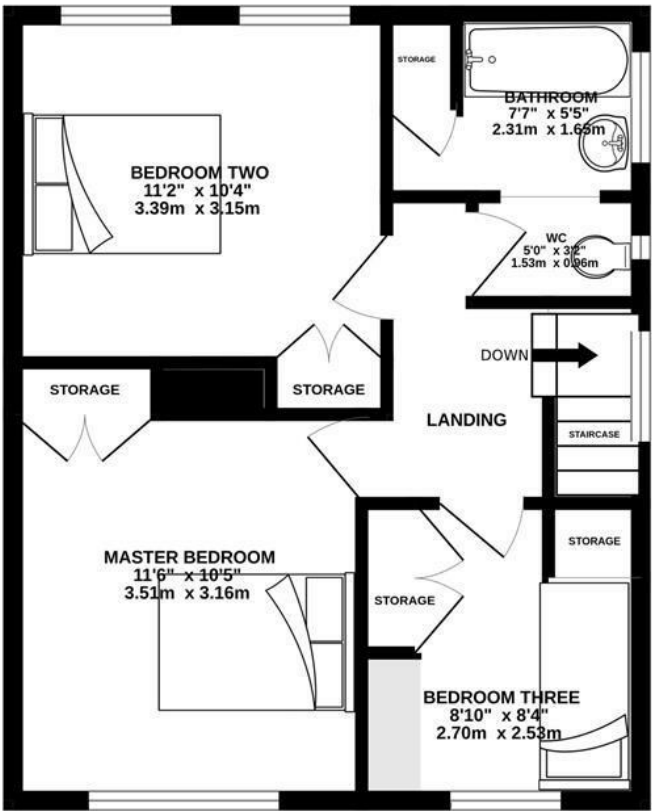 STORAGE
BATHROOM
7'7" x 5'5"
2.31m x 1.65m
BEDROOM TWO
11'2" x 10'4"
3.39m x 3.15m
WC
5'0" x 3'2"
1.53m x 0.96m
DOWN
STORAGE
STORAGE
LANDING
STAIRCASE
MASTER BEDROOM
11'6" x 10'5"
3.51m x 3.16m
STORAGE
STORAGE
BEDROOM THREE
8'10" x 8'4"
2.70m x 2.53m